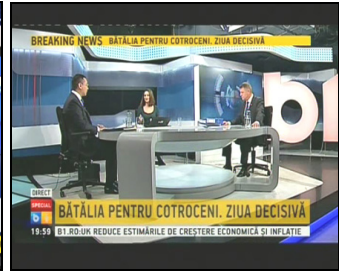 BREAKING NEWS BĂTĂLIA PENTRU COTROCENI. ZIUA DECISIVĂ
b1
DIRECT
SPECIAL
b1
BĂTĂLIA PENTRU COTROCENI. ZIUA DECISIVĂ
19:59 B1.RO:UK REDUCE ESTIMĂRILE DE CREȘTERE ECONOMICĂ ȘI INFLAȚIE